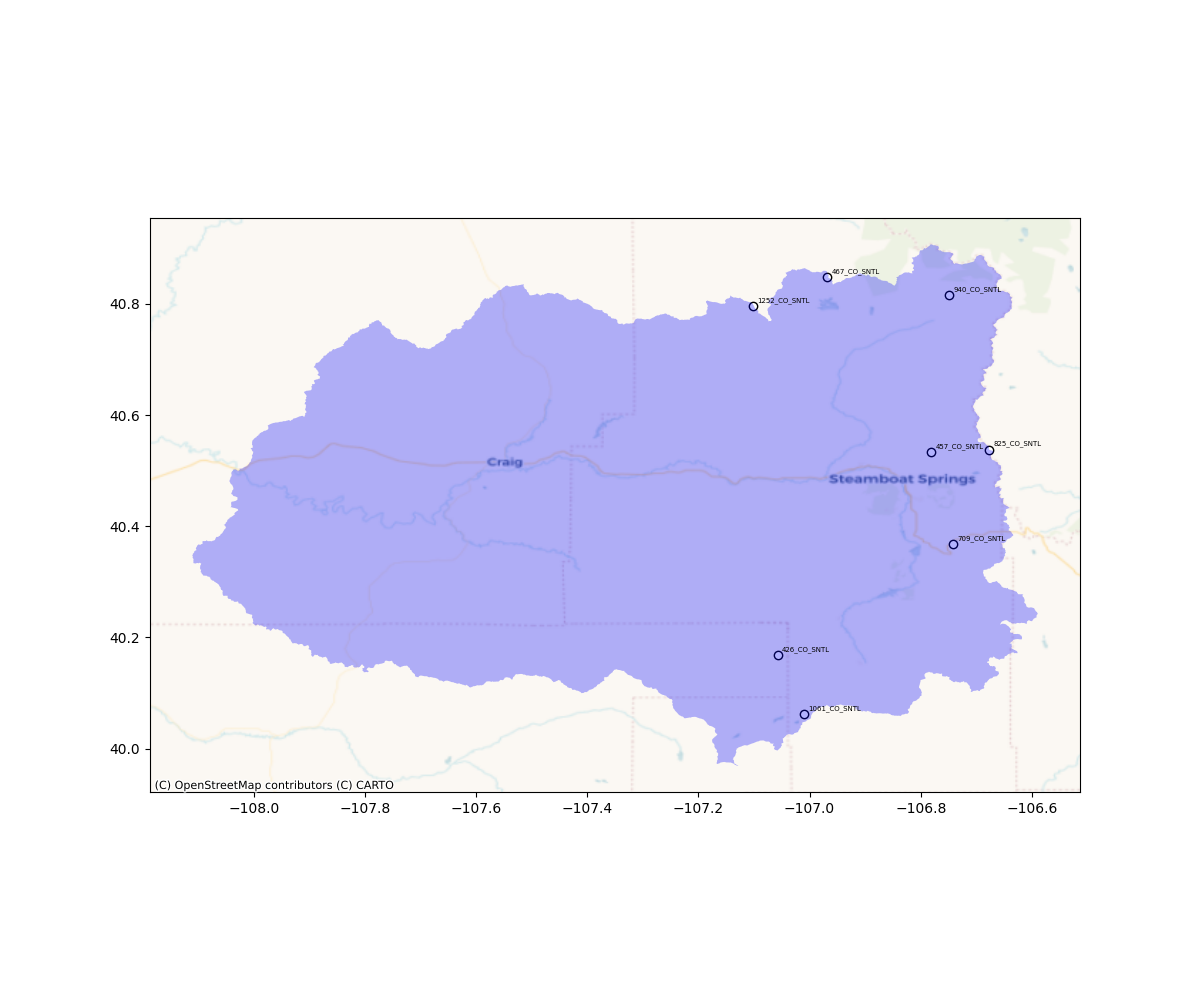 467_CO_SNTL
940_CO_SNTL
1252_CO_SNTL
40.8
40.6
457_CO_SNTL
825_CO_SNTL
Craig
Steamboat Springs
40.4
709_CO_SNTL
40.2
426_CO_SNTL
1061_CO_SNTL
40.0
(C) OpenStreetMap contributors (C) CARTO
−108.0 −107.8 −107.6 −107.4 −107.2 −107.0 −106.8 −106.6